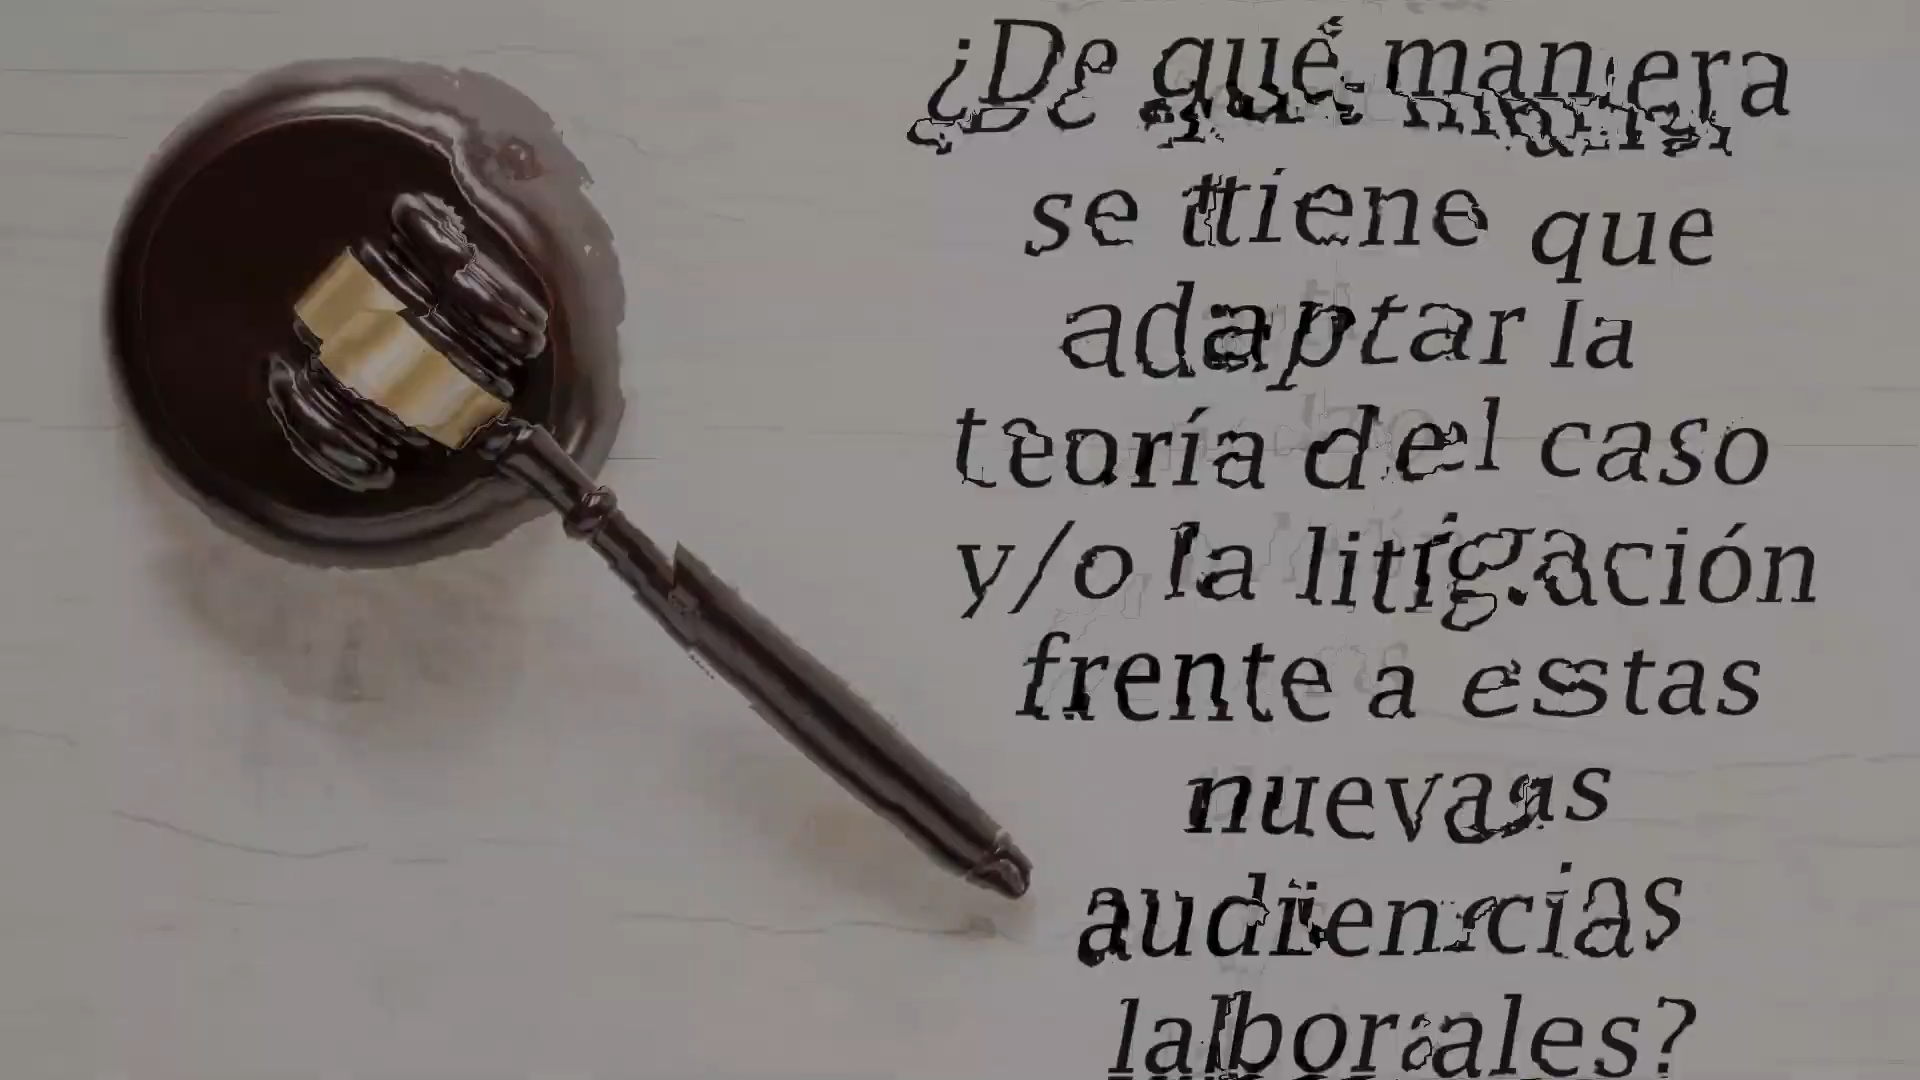 ¿De qué manera
se tiene que
adaptar la
teoría del caso
y/o la litigación
frente a estas
nuevas
audiencias
laborales?